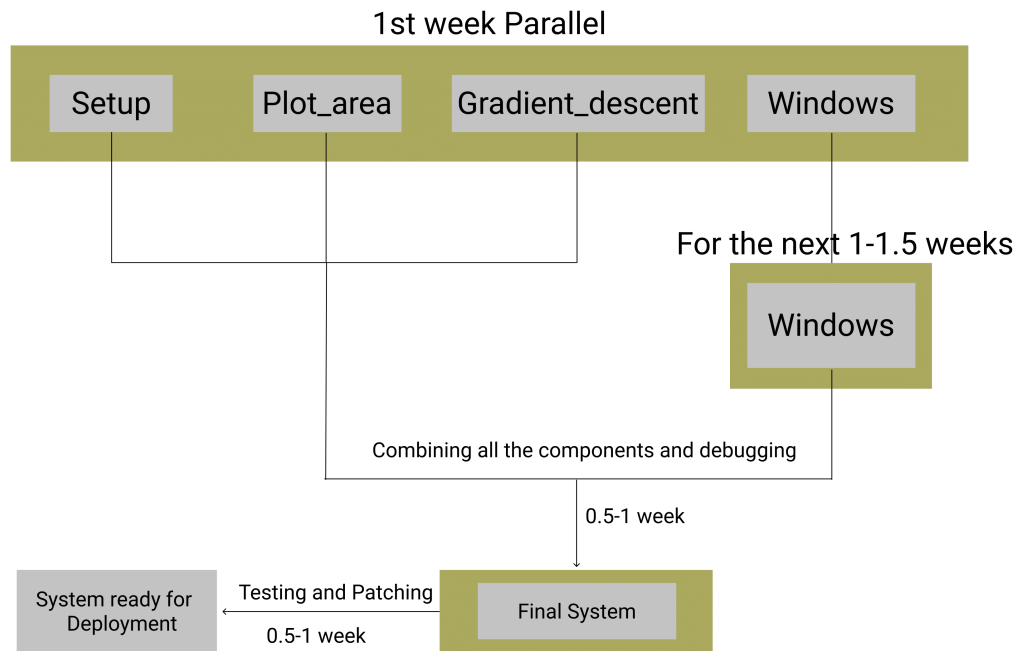 1st week Parallel
Setup
Plot_area
Gradient_descent
Windows
For the next 1-1.5 weeks
Windows
Combining all the components and debugging
0.5-1 week
System ready for
Deployment
Testing and Patching
0.5-1 week
Final System